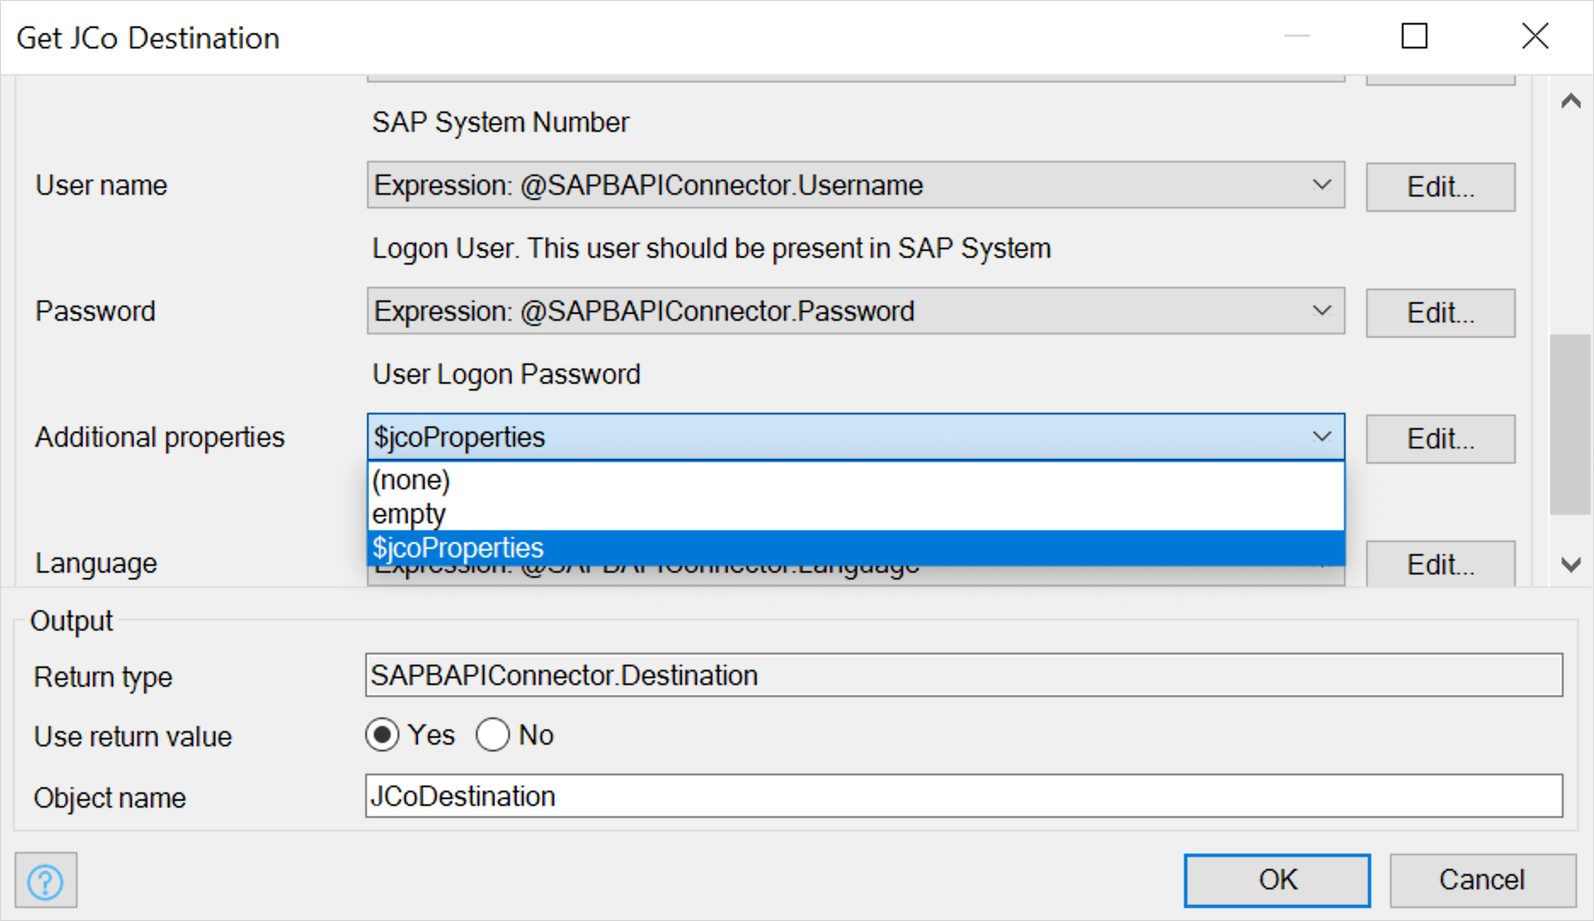 Get JCo Destination
SAP System Number
User name
Expression: @SAPBAPIConnector.Username
Edit...
Logon User. This user should be present in SAP System
Password
Expression: @SAPBAPIConnector.Password
Edit...
User Logon Password
Additional properties
$jcoProperties
Edit...
(none)
empty
$jcoProperties
Language
Expression: @SAPBAPIConnector.Language
Edit...
Output
Return type
SAPBAPIConnector.Destination
Use return value
Yes
No
Object name
JCoDestination
?
OK
Cancel